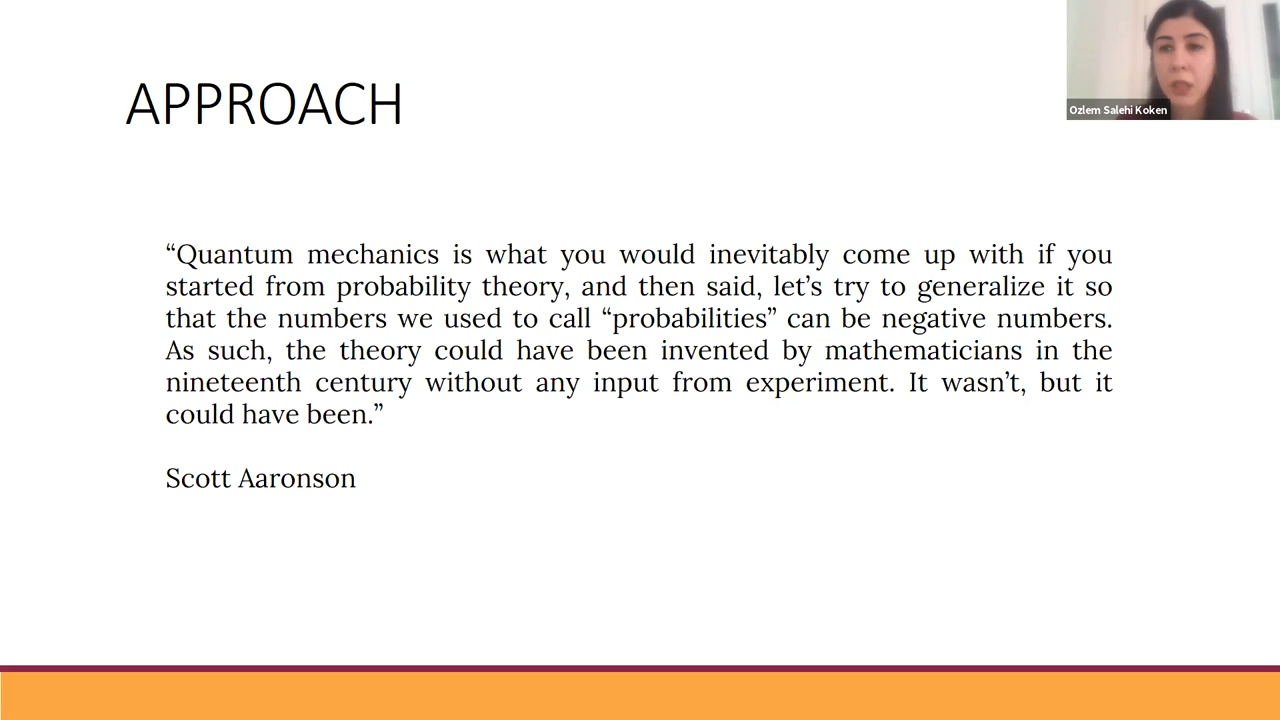 APPROACH
Ozlem Salehi Koken
“Quantum mechanics is what you would inevitably come up with if you
started from probability theory, and then said, let’s try to generalize it so
that the numbers we used to call “probabilities” can be negative numbers.
As such, the theory could have been invented by mathematicians in the
nineteenth century without any input from experiment. It wasn’t, but it
could have been.”
Scott Aaronson